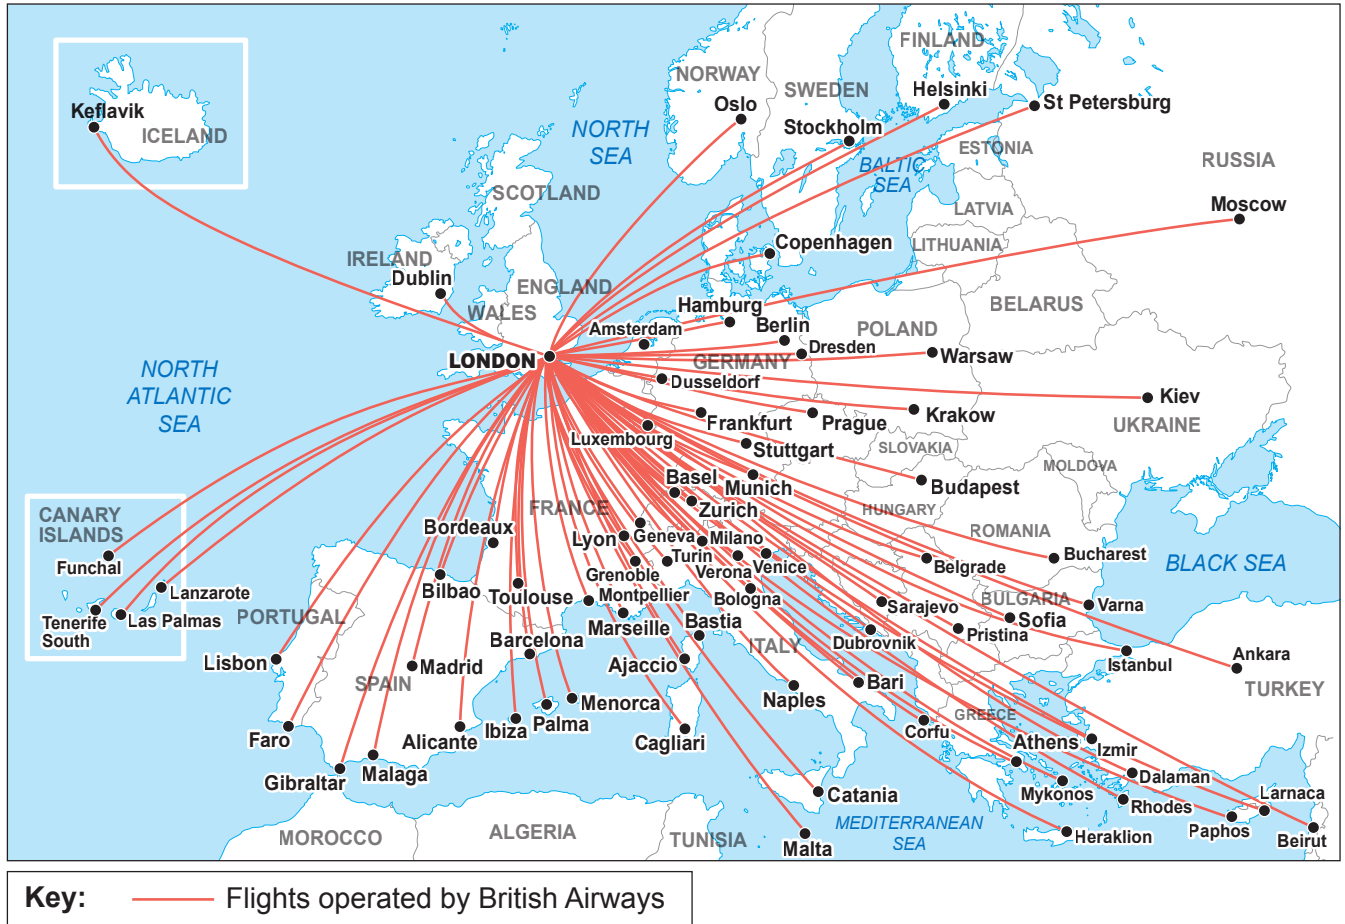 FINLAND
NORWAY
SWEDEN
Helsinki
St Petersburg
Oslo
Keflavik
ICELAND
NORTH
SEA
Stockholm
ESTONIA
BALTIC
SEA
RUSSIA
SCOTLAND
LATVIA
Moscow
Copenhagen
LITHUANIA
IRELAND
Dublin
ENGLAND
WALES
Hamburg
BELARUS
Amsterdam
Berlin
POLAND
LONDON
GERMANY
Dresden
Warsaw
NORTH
ATLANTIC
SEA
Dusseldorf
Kiev
Frankfurt
Prague
Krakow
UKRAINE
Luxembourg
Stuttgart
SLOVAKIA
MOLDOVA
Basel
Munich
Budapest
CANARY
ISLANDS
FRANCE
Zurich
HUNGARY
Bordeaux
Lyon
Geneva
Milano
ROMANIA
Funchal
Turin
Verona
Venice
Belgrade
Bucharest
BLACK SEA
Grenoble
Lanzarote
Bilbao
Toulouse
Montpellier
Bologna
Sarajevo
BULGARIA
Varna
Tenerife
South
Las Palmas
PORTUGAL
Marseille
Bastia
Sofia
Pristina
Barcelona
ITALY
Dubrovnik
Lisbon
Madrid
Ajaccio
Istanbul
Ankara
SPAIN
Bari
TURKEY
Naples
Menorca
Palma
Ibiza
Faro
Alicante
Cagliari
GREECE
Corfu
Athens
Izmir
Gibraltar
Malaga
Dalaman
Catania
Mykonos
Rhodes
Larnaca
MOROCCO
ALGERIA
TUNISIA
MEDITERRANEAN
SEA
Malta
Heraklion
Paphos
Beirut
Key:
Flights operated by British Airways